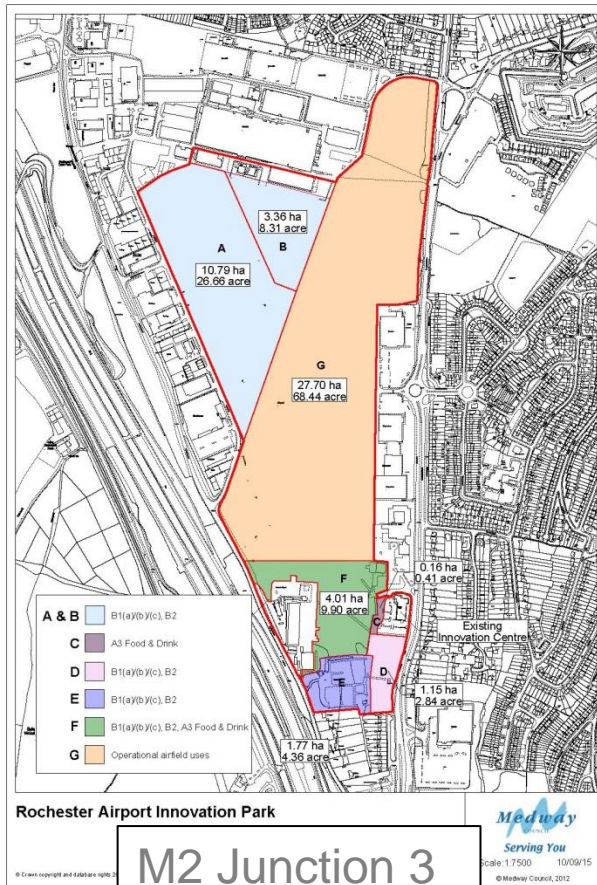 3.36 ha
8.31 acre
A
B
10.79 ha
26.66 acre
G
27.70 ha
68.44 acre
F
0.16 ha
0.41 acre
4.01 ha
9.90 acre
C
Existing
Innovation Centre
D
E
1.15 ha
2.84 acre
1.77 ha
4.36 acre
A & B B1(a)/(b)/(c), B2
C A3 Food & Drink
D B1(a)/(b)/(c), B2
E B1(a)/(b)/(c), B2
F B1(a)/(b)/(c), B2, A3 Food & Drink
G Operational airfield uses
Rochester Airport Innovation Park
Medway
COUNCIL
Serving You
Scale:1:7500 10/09/15
© Crown copyright and database rights
© Medway Council, 2012
M2 Junction 3